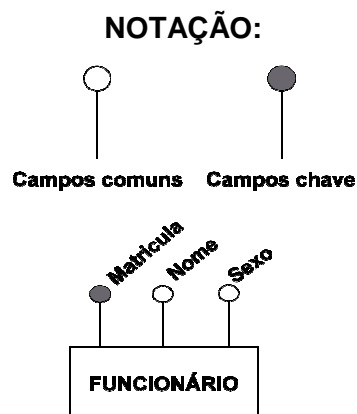 NOTAÇÃO:
Campos comuns Campos chave
Matricula Nome Sexo
FUNCIONÁRIO